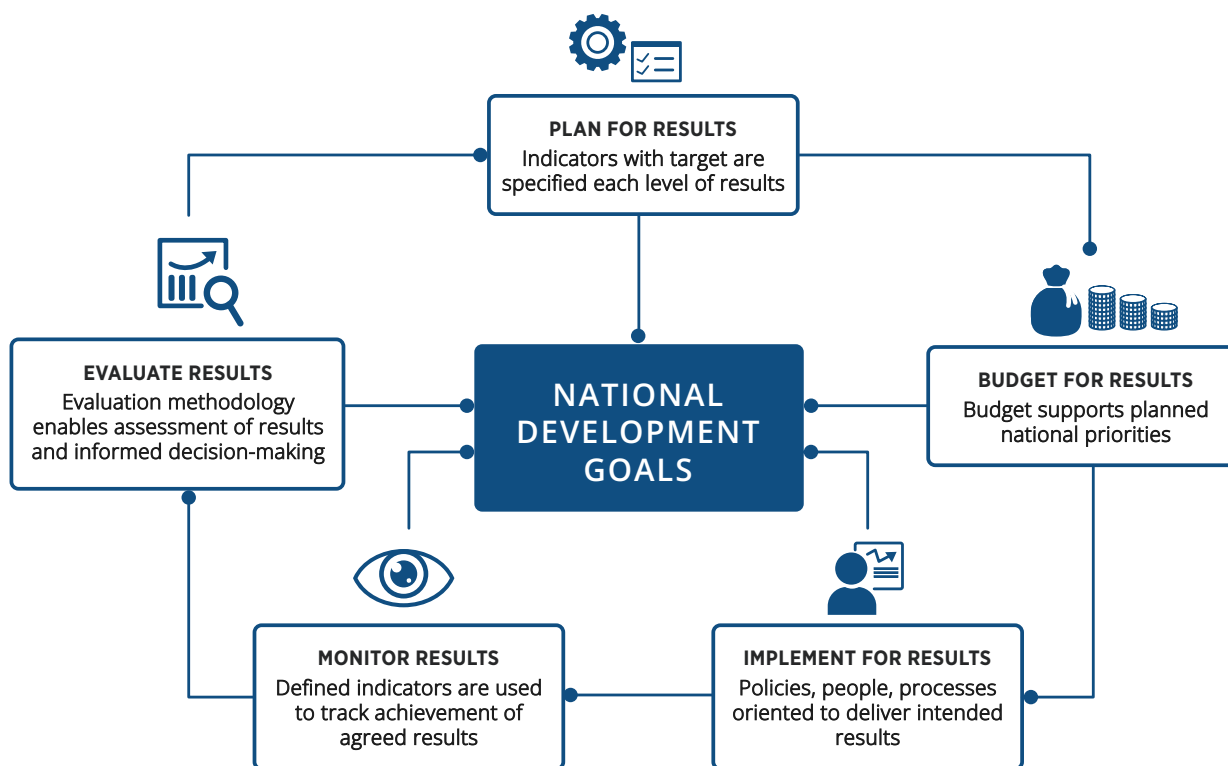 PLAN FOR RESULTS
Indicators with target are
specified each level of results
EVALUATE RESULTS
Evaluation methodology
enables assessment of results
and informed decision-making
NATIONAL
DEVELOPMENT
GOALS
BUDGET FOR RESULTS
Budget supports planned
national priorities
MONITOR RESULTS
Defined indicators are used
to track achievement of
agreed results
IMPLEMENT FOR RESULTS
Policies, people, processes
oriented to deliver intended
results